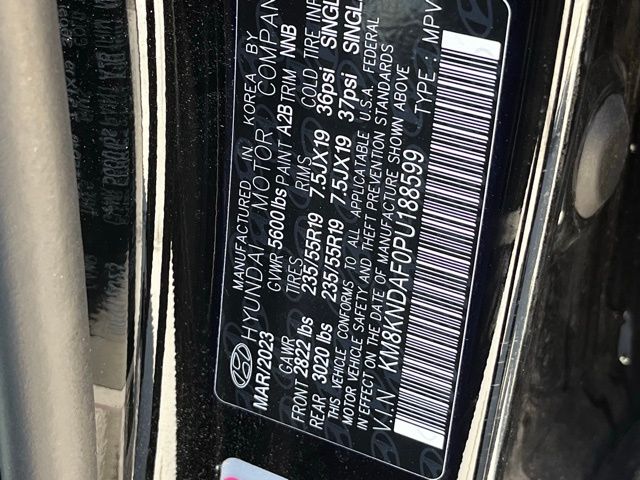 MANUFACTURED IN KOREA BY
HYUNDAI MOTOR COMPAN
MAR/2023 GVWR 5600lbs PAINT A2B TRIM NNB
GAWR TIRES RIMS COLD TIRE INF
FRONT 2822 lbs 235/55R19 7.5JX19 36psi SINGL
REAR 3020 lbs 235/55R19 7.5JX19 37psi SINGL
THIS VEHICLE CONFORMS TO ALL APPLICABLE U.S.A. FEDERAL
MOTOR VEHICLE SAFETY AND THEFT PREVENTION STANDARDS
IN EFFECT ON THE DATE OF MANUFACTURE SHOWN ABOVE
V.I.N KM8KNDAF0PU188599 TYPE : MPV